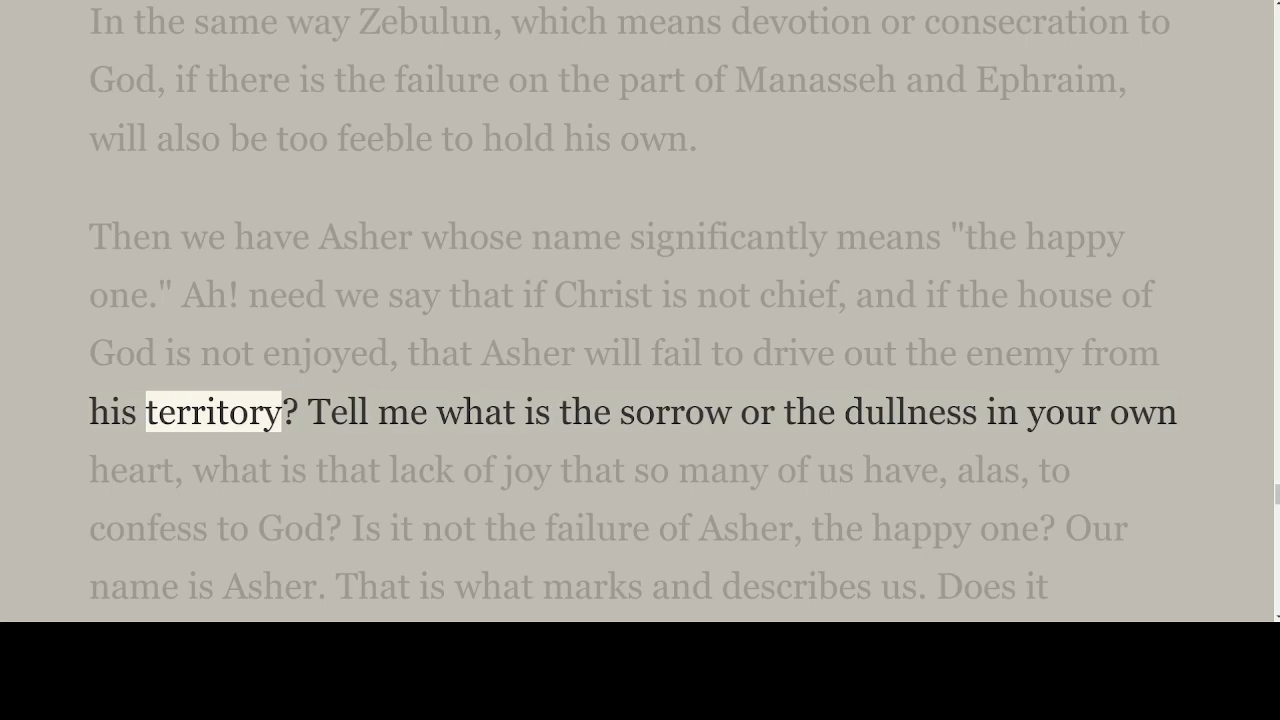 In the same way Zebulun, which means devotion or consecration to
God, if there is the failure on the part of Manasseh and Ephraim,
will also be too feeble to hold his own.
Then we have Asher whose name significantly means "the happy
one." Ah! need we say that if Christ is not chief, and if the house of
God is not enjoyed, that Asher will fail to drive out the enemy from
his territory? Tell me what is the sorrow or the dullness in your own
heart, what is that lack of joy that so many of us have, alas, to
confess to God? Is it not the failure of Asher, the happy one? Our
name is Asher. That is what marks and describes us. Does it